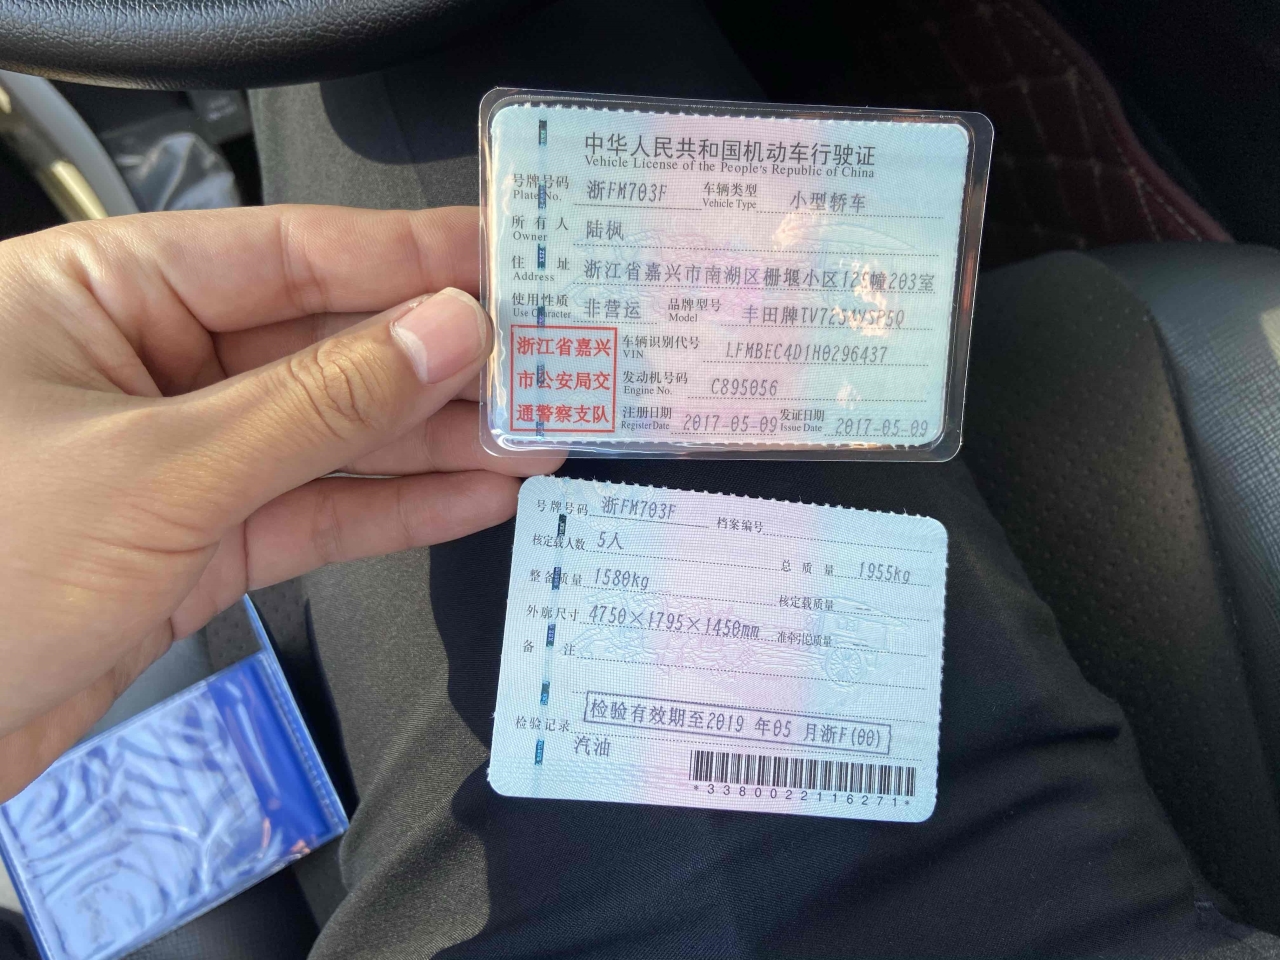 中华人民共和国机动车行驶证
Vehicle License of the People's Republic of China
号牌号码 浙FM703F 车辆类型 小型轿车
Plate No. Vehicle Type
所有人 陆枫
Owner
住址 浙江省嘉兴市南湖区栅堰小区125幢203室
Address
使用性质 非营运 品牌型号 丰田牌
Use Character Model
浙江省嘉兴
市公安局交
通警察支队
车辆识别代号 LFMBEC4D1H0296437
VIN
发动机号码 C895056
Engine No.
注册日期 2017-05-09 发证日期 2017-05-09
Register Date Issue Date
号牌号码 浙FM703F 档案编号
核定载人数 5人 总质量 1955kg
整备质量 1580kg 核定载质量 --
外廓尺寸 4750×1795×1450mm 准牵引总质量 --
备注
检验记录 检验有效期至2019 年05 月浙F(00)
汽油
*3380022116271*